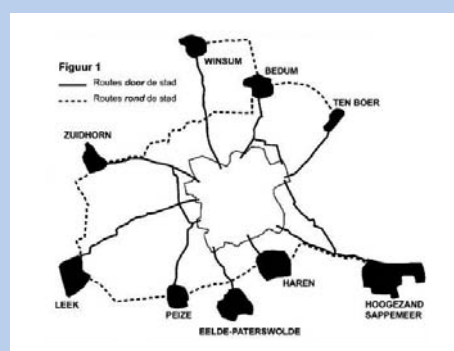 Figuur 1
Routes door de stad
Routes rond de stad
WINSUM
BEDUM
TEN BOER
ZUIDHORN
LEEK
PEIZE
EELDE-PATERSWOLDE
HAREN
HOOGEZAND
SAPPEMEER